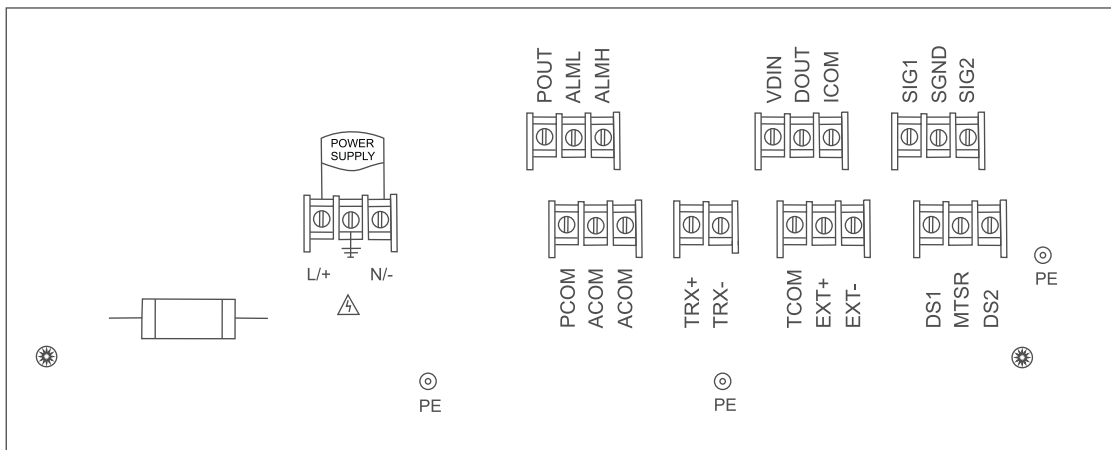 POUT
ALML
ALMH
VDIN
DOUT
ICOM
SIG1
SGND
SIG2
POWER
SUPPLY
L/+
N/-
PCOM
ACOM
ACOM
TRX+
TRX-
TCOM
EXT+
EXT-
DS1
MTSR
DS2
PE
PE
PE